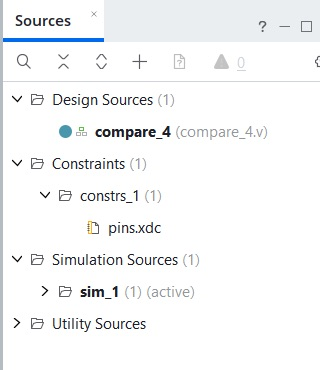 Sources
0
Design Sources (1)
compare_4 (compare_4.v)
Constraints (1)
constrs_1 (1)
pins.xdc
Simulation Sources (1)
sim_1 (1) (active)
Utility Sources